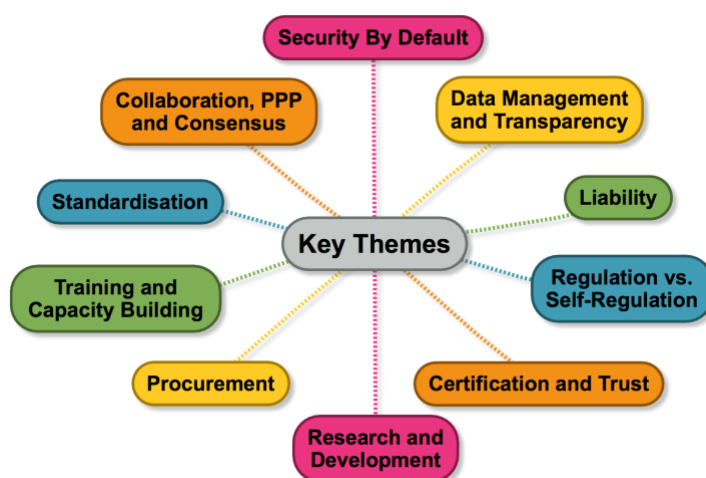 Security By Default
Collaboration, PPP
and Consensus
Data Management
and Transparency
Standardisation
Liability
Key Themes
Training and
Capacity Building
Regulation vs.
Self-Regulation
Procurement
Certification and Trust
Research and
Development